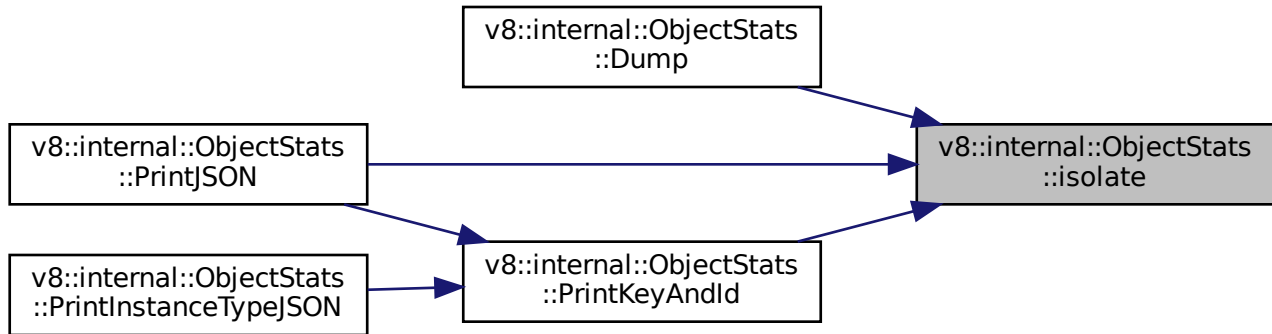 v8::internal::ObjectStats
::Dump
v8::internal::ObjectStats
::isolate
v8::internal::ObjectStats
::PrintJSON
v8::internal::ObjectStats
::PrintKeyAndId
v8::internal::ObjectStats
::PrintInstanceTypeJSON